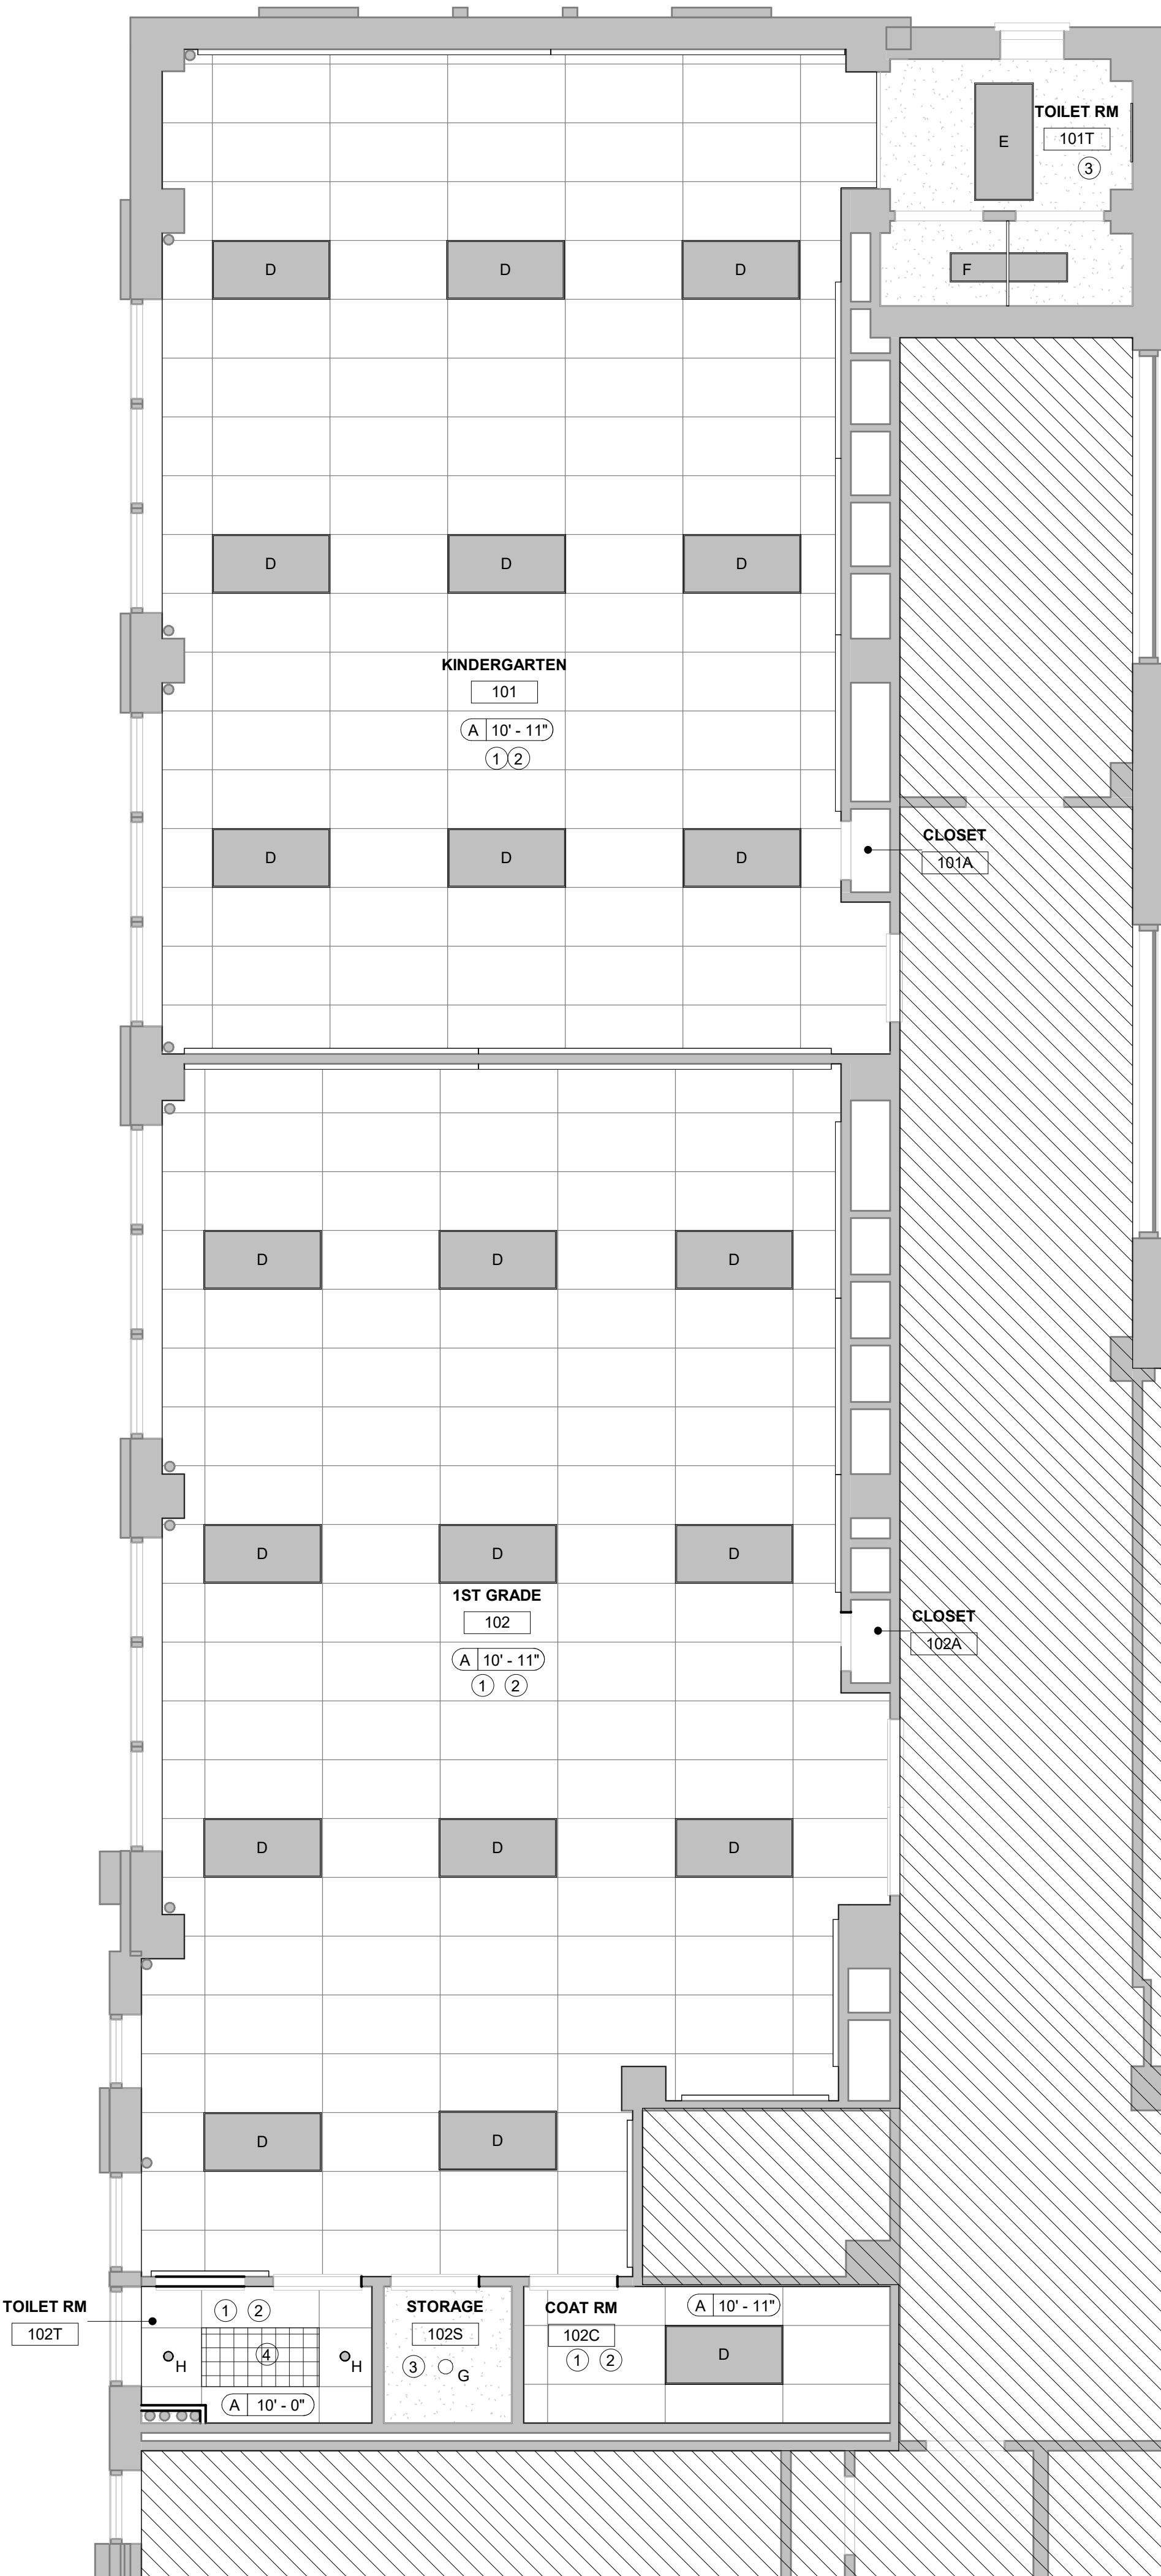 TOILET RM
101T
3
E
F
D D D
D D D
KINDERGARTEN
101
A 10' - 11"
1 2
D D D
CLOSET
101A
D D D
D D D
1ST GRADE
102
A 10' - 11"
1 2
CLOSET
102A
D D D
D D
TOILET RM
102T
1 2
H 4 H
A 10' - 0"
STORAGE
102S
3 G
COAT RM
102C
1 2
A 10' - 11"
D